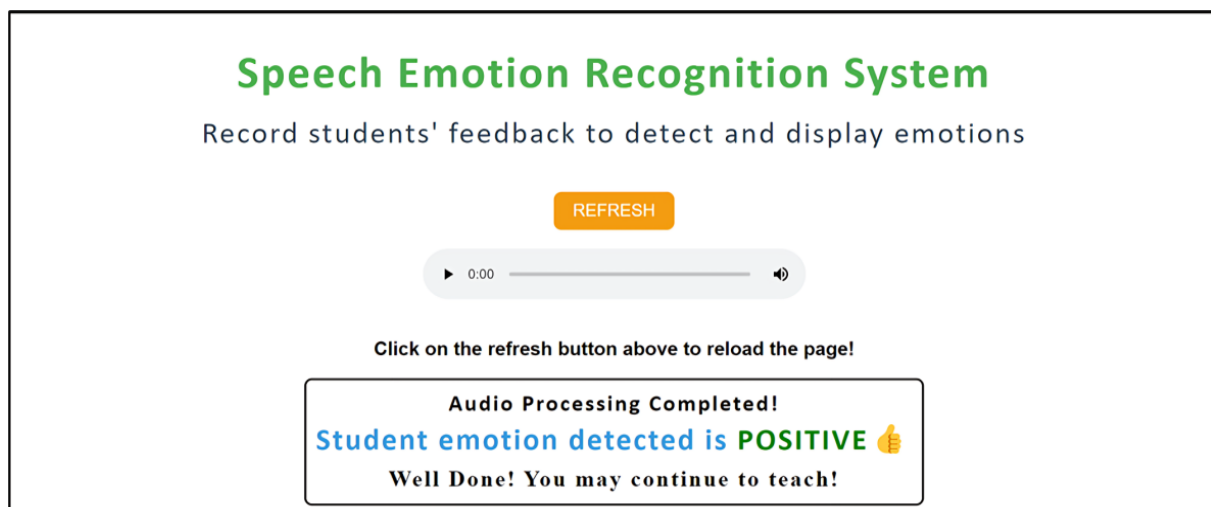 Speech Emotion Recognition System
Record students' feedback to detect and display emotions
REFRESH
0:00
Click on the refresh button above to reload the page!
Audio Processing Completed!
Student emotion detected is POSITIVE 👍
Well Done! You may continue to teach!